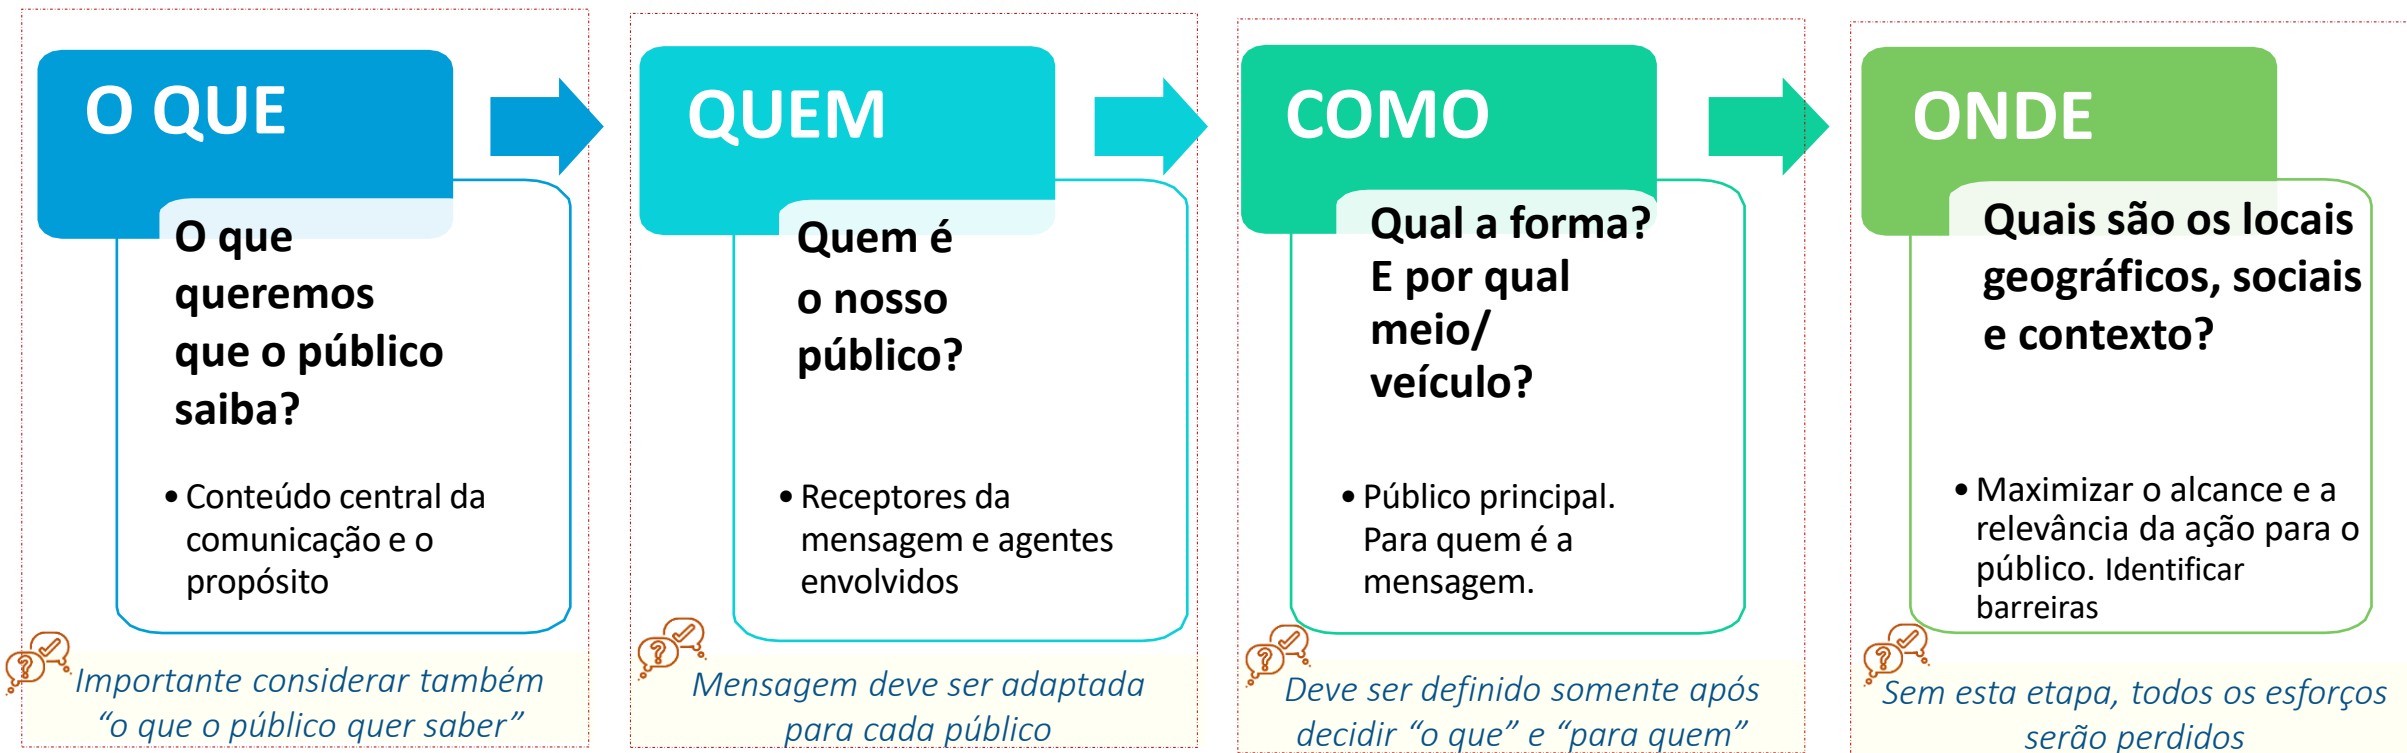 O QUE
O que
queremos
que o público
saiba?
• Conteúdo central da
comunicação e o
propósito
Importante considerar também
“o que o público quer saber”
QUEM
Quem é
o nosso
público?
• Receptores da
mensagem e agentes
envolvidos
Mensagem deve ser adaptada
para cada público
COMO
Qual a forma?
E por qual
meio/
veículo?
• Público principal.
Para quem é a
mensagem.
Deve ser definido somente após
decidir “o que” e “para quem”
ONDE
Quais são os locais
geográficos, sociais
e contexto?
• Maximizar o alcance e a
relevância da ação para o
público. Identificar
barreiras
Sem esta etapa, todos os esforços
serão perdidos